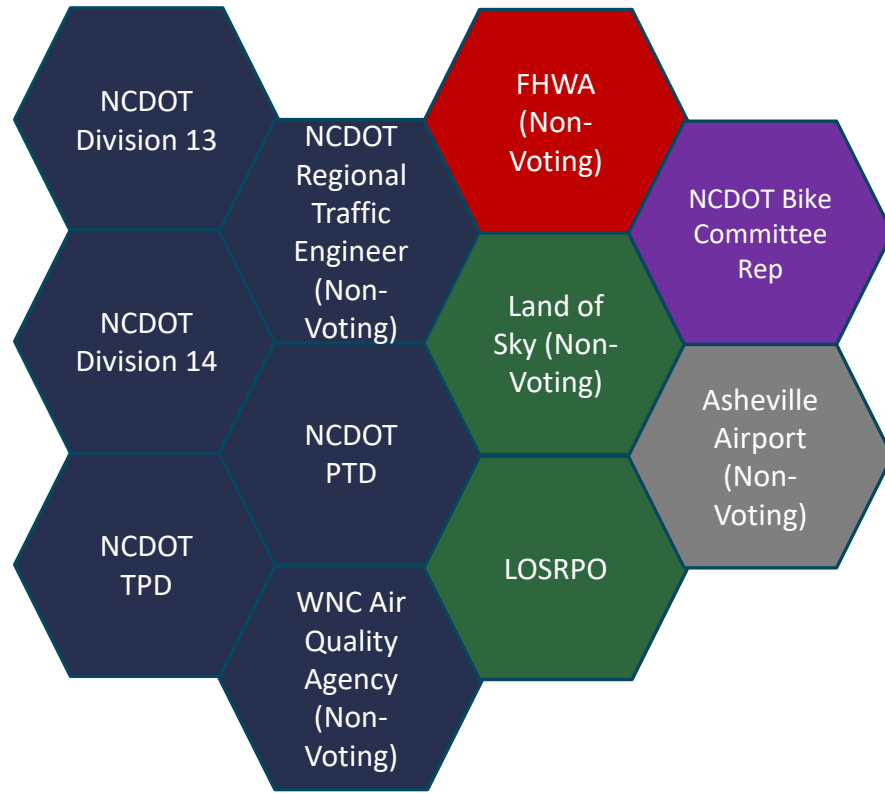 NCDOT
Division 13
NCDOT
Division 14
NCDOT
TPD
NCDOT
Regional
Traffic
Engineer
(Non-
Voting)
NCDOT
PTD
WNC Air
Quality
Agency
(Non-
Voting)
FHWA
(Non-
Voting)
Land of
Sky (Non-
Voting)
LOSRPO
NCDOT Bike
Committee
Rep
Asheville
Airport
(Non-
Voting)